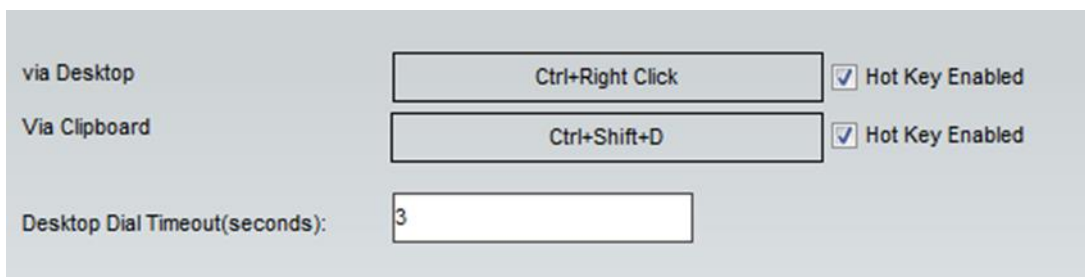 via Desktop Ctrl+Right Click Hot Key Enabled
Via Clipboard Ctrl+Shift+D Hot Key Enabled
Desktop Dial Timeout(seconds): 3